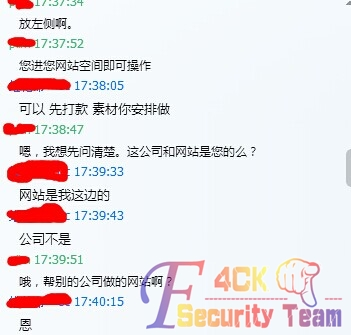 17:37:34
放左侧啊。
17:37:52
您进您网站空间即可操作
17:38:05
可以 先打款 素材你安排做
17:38:47
嗯，我想先问清楚。这公司和网站是您的么？
17:39:33
网站是我这边的
17:39:43
公司不是
17:39:51
哦，帮别的公司做的网站啊？
17:40:15
恩
F4CK
Security Team